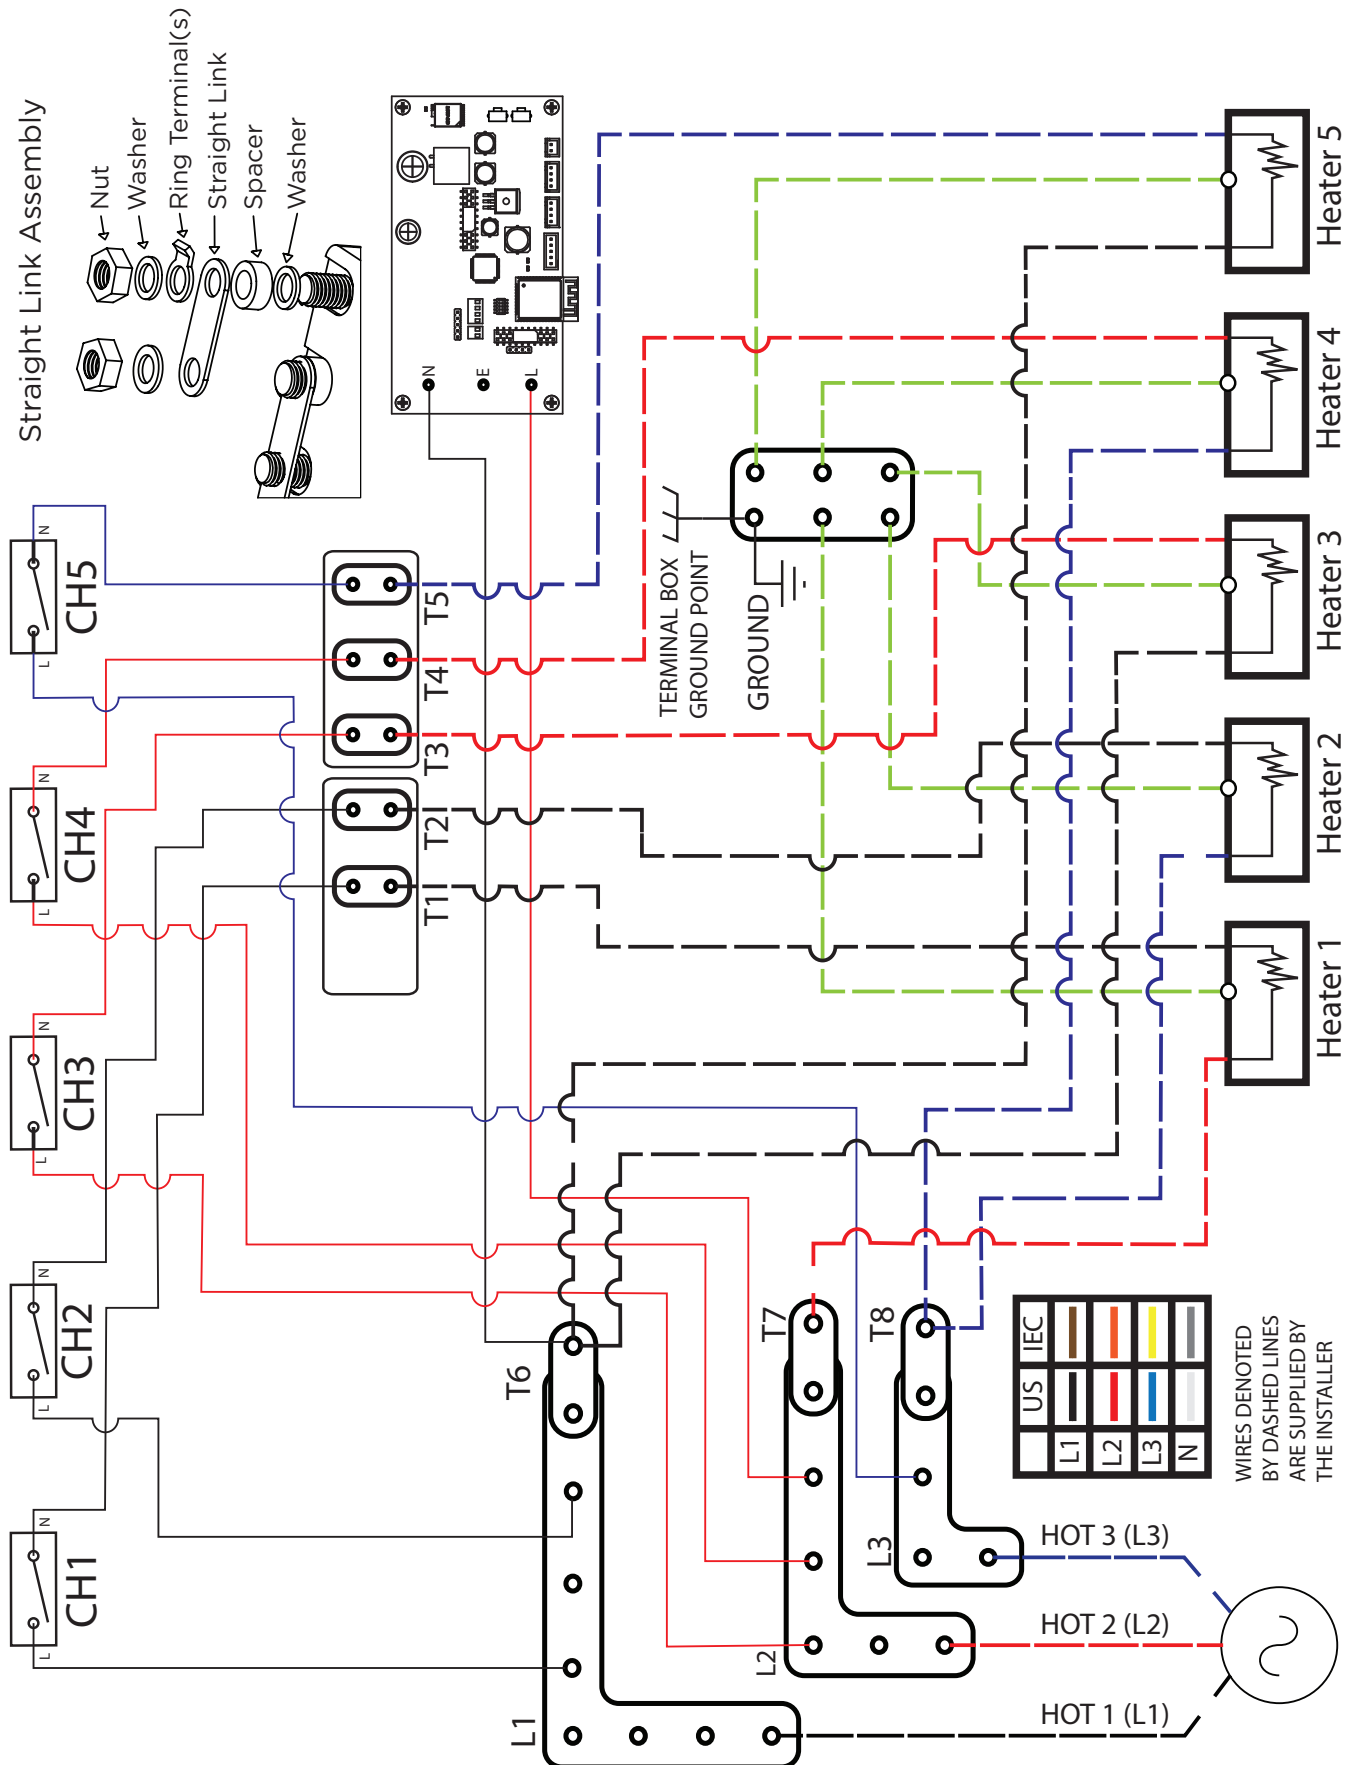 Straight Link Assembly
Nut
Washer
Ring Terminal(s)
Straight Link
Spacer
Washer
N
E
L
L
N
CH5
L
N
CH4
L
N
CH3
L
N
CH2
L
N
CH1
T5
T4
T3
T2
T1
TERMINAL BOX
GROUND POINT
GROUND
Heater 5
Heater 4
Heater 3
Heater 2
Heater 1
T6
T7
T8
L1
L2
L3
HOT 3 (L3)
HOT 2 (L2)
HOT 1 (L1)
US IEC
L1
L2
L3
N
WIRES DENOTED
BY DASHED LINES
ARE SUPPLIED BY
THE INSTALLER